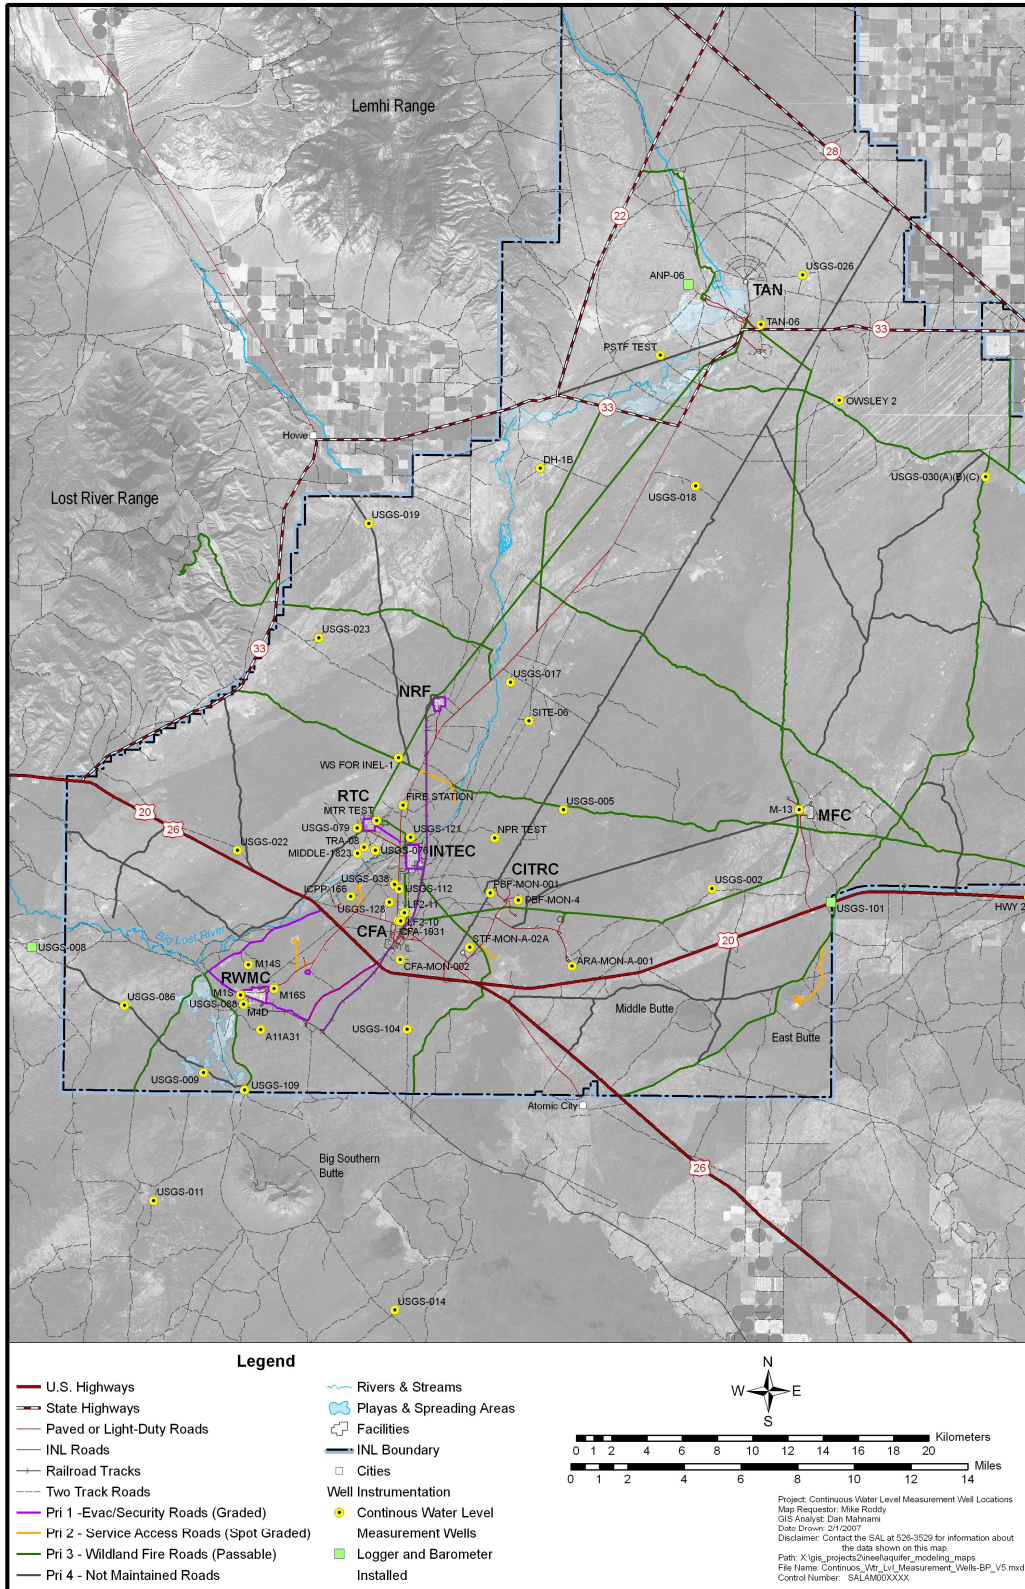 Lemhi Range
28
22
USGS-026
ANP-06
TAN
TAN-06
33
PSTF TEST
OWSLEY 2
33
Howe
DH-1B
USGS-030(A)(B)(C)
USGS-018
Lost River Range
USGS-019
USGS-023
33
USGS-017
NRF
SITE-06
WS FOR INEL-1
RTC
FIRE STATION
MTR TEST
USGS-005
M-13
MFC
20
26
USGS-079
USGS-121
NPR TEST
TRA-08
USGS-022
MIDDLE-1823
USGS-076
INTEC
CITRC
USGS-038
ICPP-166
USGS-112
PBF-MON-001
USGS-002
USGS-128
LF2-11
PBF-MON-4
HWY 2
USGS-101
LF2-10
CFA
CFA-1931
Big Lost River
20
USGS-008
STF-MON-A-02A
CFA-MON-002
ARA-MON-A-001
M14S
RWMC
M1S
M16S
USGS-086
USGS-088
M4D
Middle Butte
A11A31
USGS-104
East Butte
USGS-009
USGS-109
Atomic City
Big Southern
Butte
26
USGS-011
USGS-014
Legend
U.S. Highways
State Highways
Paved or Light-Duty Roads
INL Roads
Railroad Tracks
Two Track Roads
Pri 1 -Evac/Security Roads (Graded)
Pri 2 - Service Access Roads (Spot Graded)
Pri 3 - Wildland Fire Roads (Passable)
Pri 4 - Not Maintained Roads
Rivers & Streams
Playas & Spreading Areas
Facilities
INL Boundary
Cities
Well Instrumentation
Continous Water Level
Measurement Wells
Logger and Barometer
Installed
N
W E
S
Kilometers
0 1 2 4 6 8 10 12 14 16 18 20
Miles
0 1 2 4 6 8 10 12 14
Project: Continuous Water Level Measurement Well Locations
Map Requestor: Mike Roddy
GIS Analyst: Dan Mahnami
Date Drawn: 2/1/2007
Disclaimer: Contact the SAL at 526-3529 for information about
the data shown on this map.
Path: X:\gis_projects2\ineel\aquifer_modeling_maps
File Name: Continuos_Wtr_Lvl_Measurement_Wells-BP_V5.mxd
Control Number: SALAM00XXXX